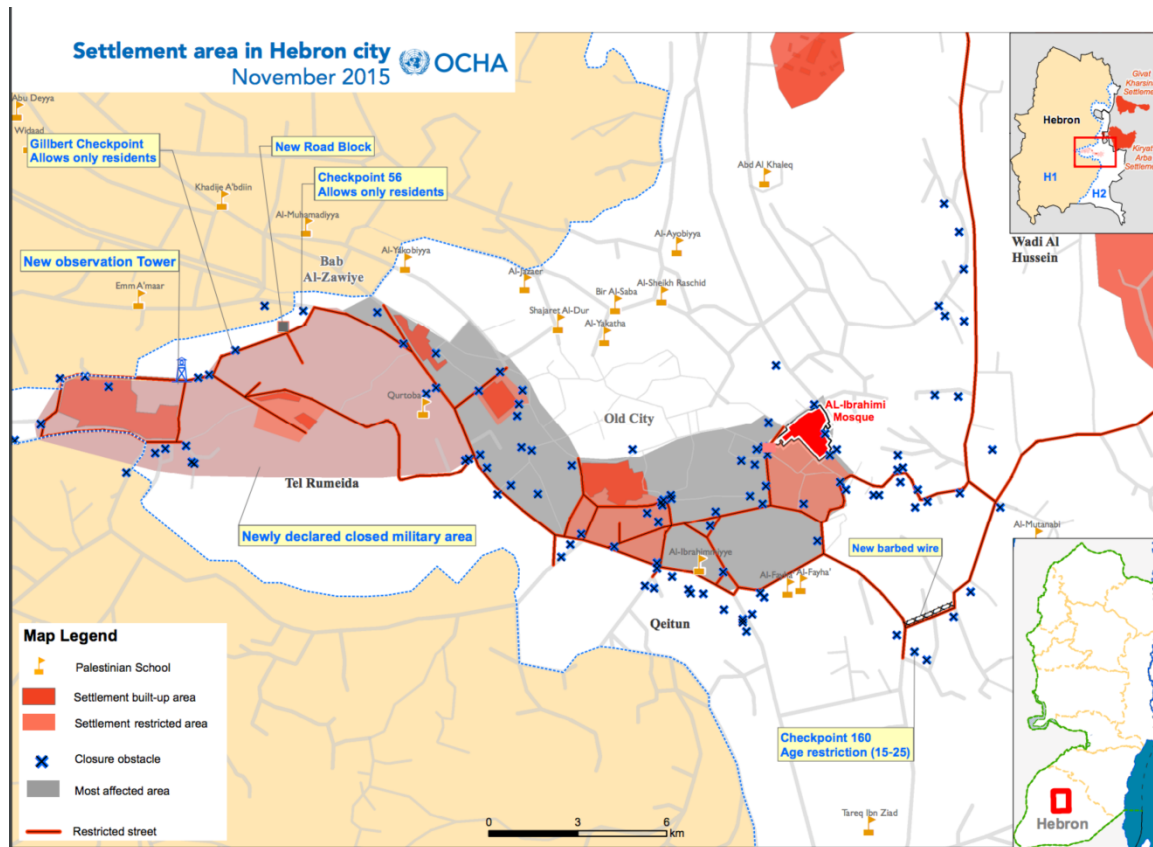 Settlement area in Hebron city
November 2015
OCHA
Abu Deyya
Widaad
Gillbert Checkpoint
Allows only residents
New Road Block
Checkpoint 56
Allows only residents
Khadije A'bdiin
Al-Muhamadiyya
Abd Al Khaleq
New observation Tower
Bab
Al-Zawiye
Al-Yakobiyya
Al-Ayobiyya
Emm A'maar
Al-Jazaer
Bir Al-Saba
Al-Sheikh Raschid
Shajaret Al-Dur
Al-Yakatha
Givat
Kharsin
Settleme
Hebron
Kiryat
Arba
Settlem
H1
H2
Wadi Al
Hussein
Qurtoba
Old City
AL-Ibrahimi
Mosque
Tel Rumeida
Newly declared closed military area
Al-Mutanabi
New barbed wire
Al-Ibrahimiyye
Al-Fayha'
Qeitun
Map Legend
Palestinian School
Settlement built-up area
Settlement restricted area
Closure obstacle
Most affected area
Restricted street
Checkpoint 160
Age restriction (15-25)
Tareq Ibn Ziad
0 3 6
km
Hebron